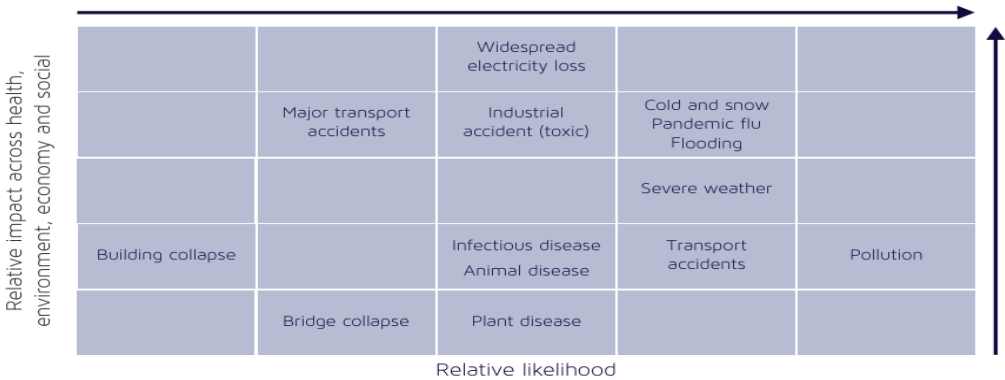 Relative impact across health,
environment, economy and social
Widespread
electricity loss
Major transport
accidents
Industrial
accident (toxic)
Cold and snow
Pandemic flu
Flooding
Severe weather
Building collapse
Infectious disease
Animal disease
Transport
accidents
Pollution
Bridge collapse
Plant disease
Relative likelihood